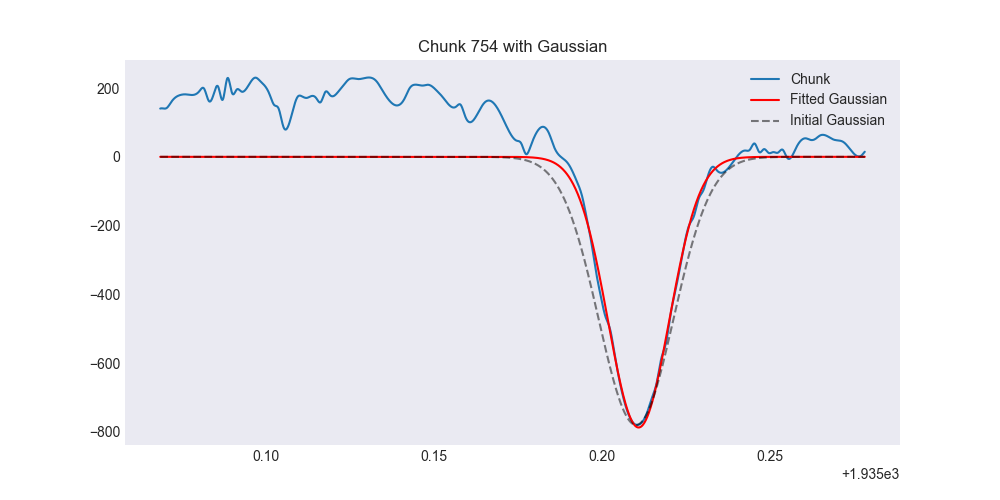 Chunk 754 with Gaussian
Chunk
Fitted Gaussian
Initial Gaussian
200
0
−200
−400
−600
−800
0.10 0.15 0.20 0.25
+1.935e3